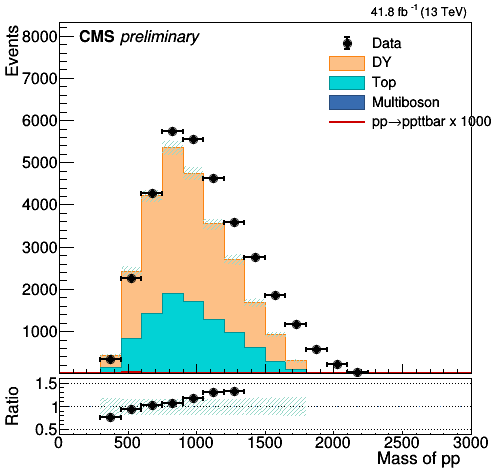 41.8 fb⁻¹ (13 TeV)
CMS preliminary
Events
8000
7000
6000
5000
4000
3000
2000
1000
Data
DY
Top
Multiboson
pp→ppttbar x 1000
Ratio
1.5
1
0.5
0 500 1000 1500 2000 2500 3000
Mass of pp